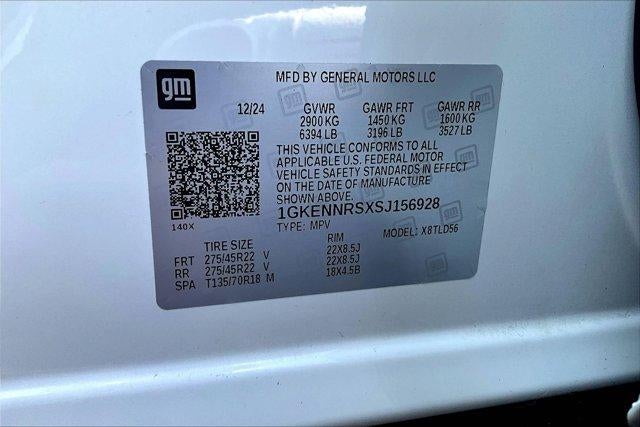 gm
MFD BY GENERAL MOTORS LLC
12/24 GVWR GAWR FRT GAWR RR
2900 KG 1450 KG 1600 KG
6394 LB 3196 LB 3527 LB
THIS VEHICLE CONFORMS TO ALL
APPLICABLE U.S. FEDERAL MOTOR
VEHICLE SAFETY STANDARDS IN EFFECT
ON THE DATE OF MANUFACTURE
SHOWN ABOVE.
1GKENNRSXSJ156928
140X
TYPE: MPV MODEL: X8TLD56
TIRE SIZE RIM
FRT 275/45R22 V 22X8.5J
RR 275/45R22 V 22X8.5J
SPA T135/70R18 M 18X4.5B